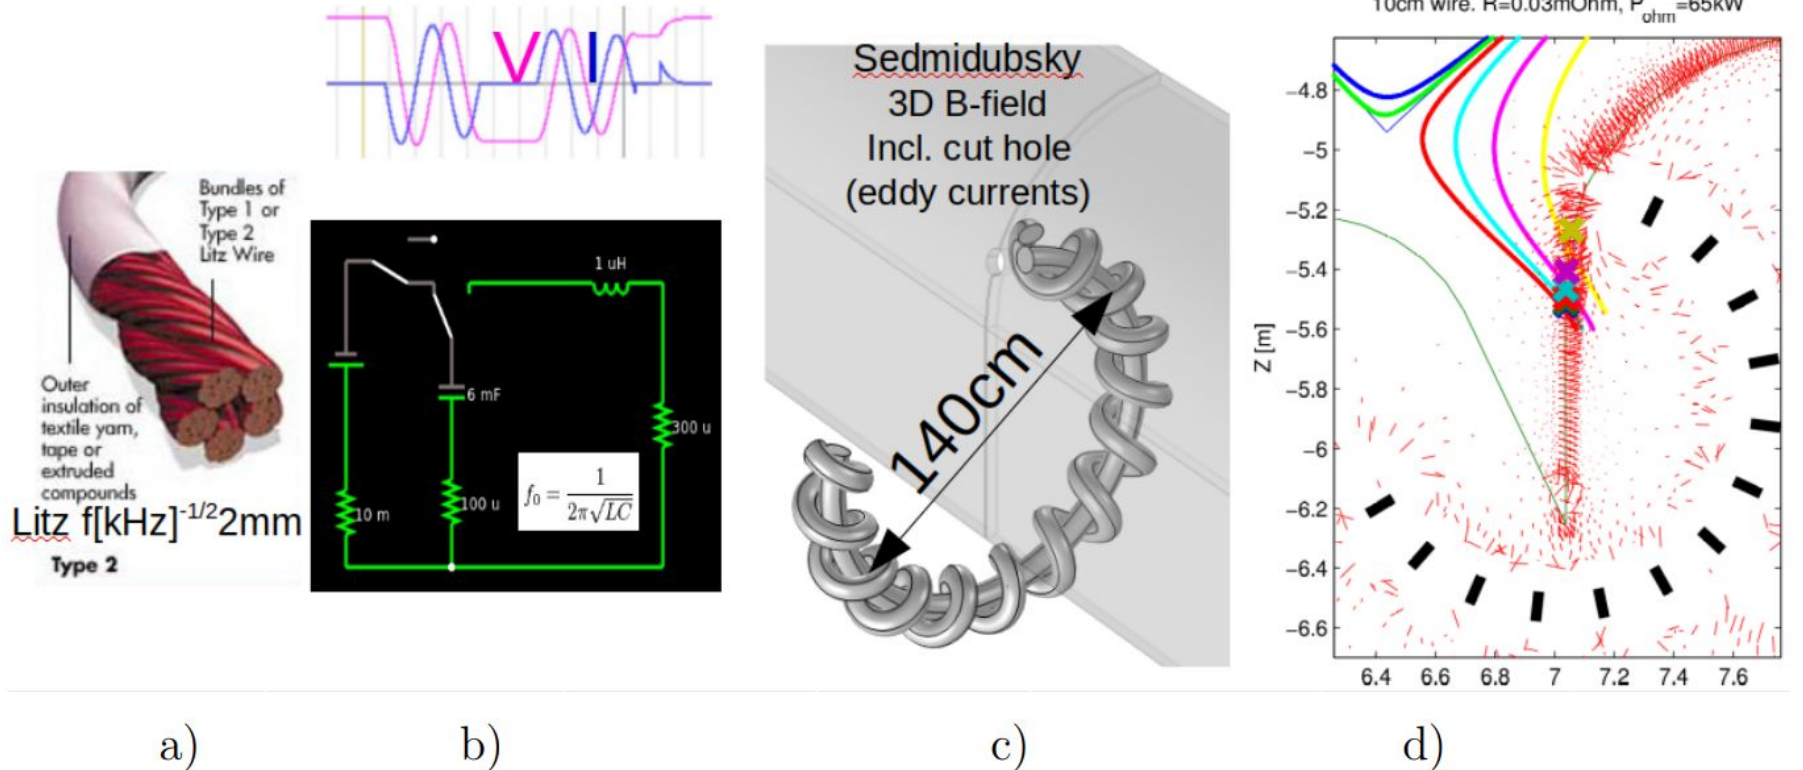 Bundles of
Type 1 or
Type 2
Litz Wire
Outer
insulation of
textile yarn,
tape or
extruded
compounds
Litz f[kHz]-1/22mm
Type 2
a)
V I
1 uH
6 mF
300 u
10 m
100 u
f0 = 1 / 2π√LC
b)
Sedmidubsky
3D B-field
Incl. cut hole
(eddy currents)
140cm
c)
10cm wire. R=0.03mOhm, Pohm=65kW
Z [m]
−4.8
−5
−5.2
−5.4
−5.6
−5.8
−6
−6.2
−6.4
−6.6
6.4 6.6 6.8 7 7.2 7.4 7.6
d)